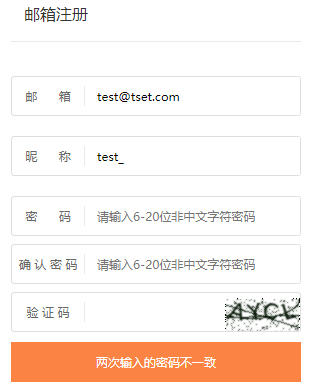 邮箱注册
邮 箱 test@tset.com
昵 称 test_
密 码 请输入6-20位非中文字符密码
确认密码 请输入6-20位非中文字符密码
验证码 AYCL
两次输入的密码不一致